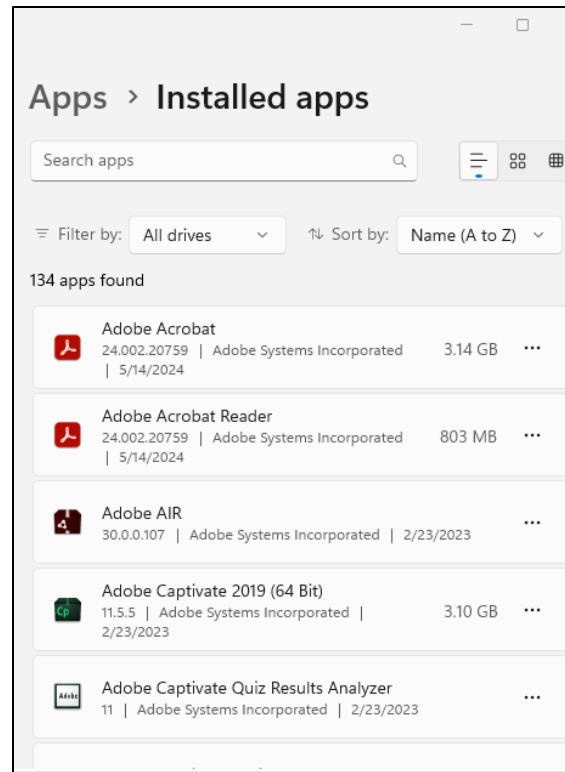 Apps > Installed apps
Search apps
Filter by: All drives Sort by: Name (A to Z)
134 apps found
Adobe Acrobat
24.002.20759 | Adobe Systems Incorporated 3.14 GB
| 5/14/2024
Adobe Acrobat Reader
24.002.20759 | Adobe Systems Incorporated 803 MB
| 5/14/2024
Adobe AIR
30.0.0.107 | Adobe Systems Incorporated | 2/23/2023
Adobe Captivate 2019 (64 Bit)
Cp 11.5.5 | Adobe Systems Incorporated | 3.10 GB
2/23/2023
Adobe Captivate Quiz Results Analyzer
Adobe 11 | Adobe Systems Incorporated | 2/23/2023